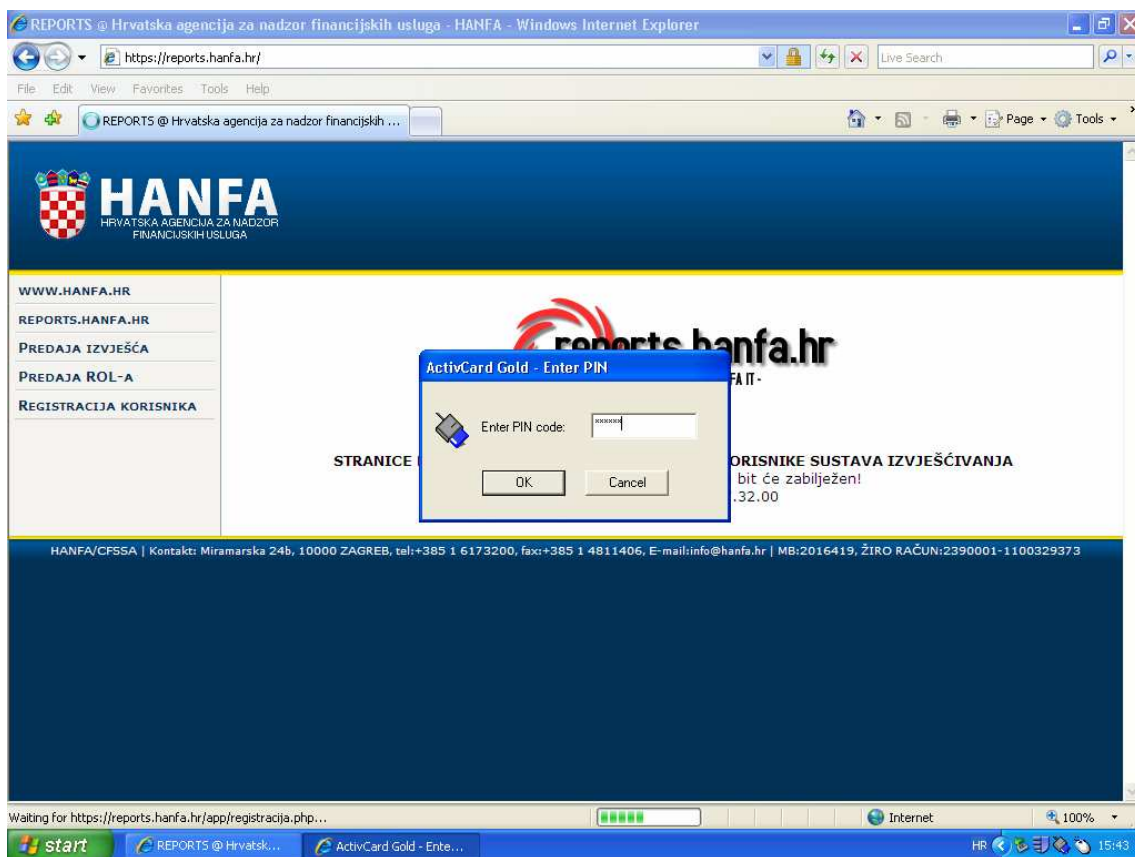 REPORTS @ Hrvatska agencija za nadzor financijskih usluga - HANFA - Windows Internet Explorer
https://reports.hanfa.hr/
Live Search
File Edit View Favorites Tools Help
REPORTS @ Hrvatska agencija za nadzor financijskih ...
Page Tools
HANFA
HRVATSKA AGENCIJA ZA NADZOR
FINANCIJSKIH USLUGA
WWW.HANFA.HR
REPORTS.HANFA.HR
PREDAJA IZVJEŠĆA
PREDAJA ROL-A
REGISTRACIJA KORISNIKA
reports.hanfa.hr
FA IT -
ActivCard Gold - Enter PIN
Enter PIN code: ××××××
OK Cancel
STRANICE
ORISNIKE SUSTAVA IZVJEŠĆIVANJA
bit će zabilježen!
.32.00
HANFA/CFSSA | Kontakt: Miramarska 24b, 10000 ZAGREB, tel:+385 1 6173200, fax:+385 1 4811406, E-mail:info@hanfa.hr | MB:2016419, ŽIRO RAČUN:2390001-1100329373
Waiting for https://reports.hanfa.hr/app/registracija.php...
Internet
100%
start
REPORTS @ Hrvatsk...
ActivCard Gold - Ente...
HR
15:43